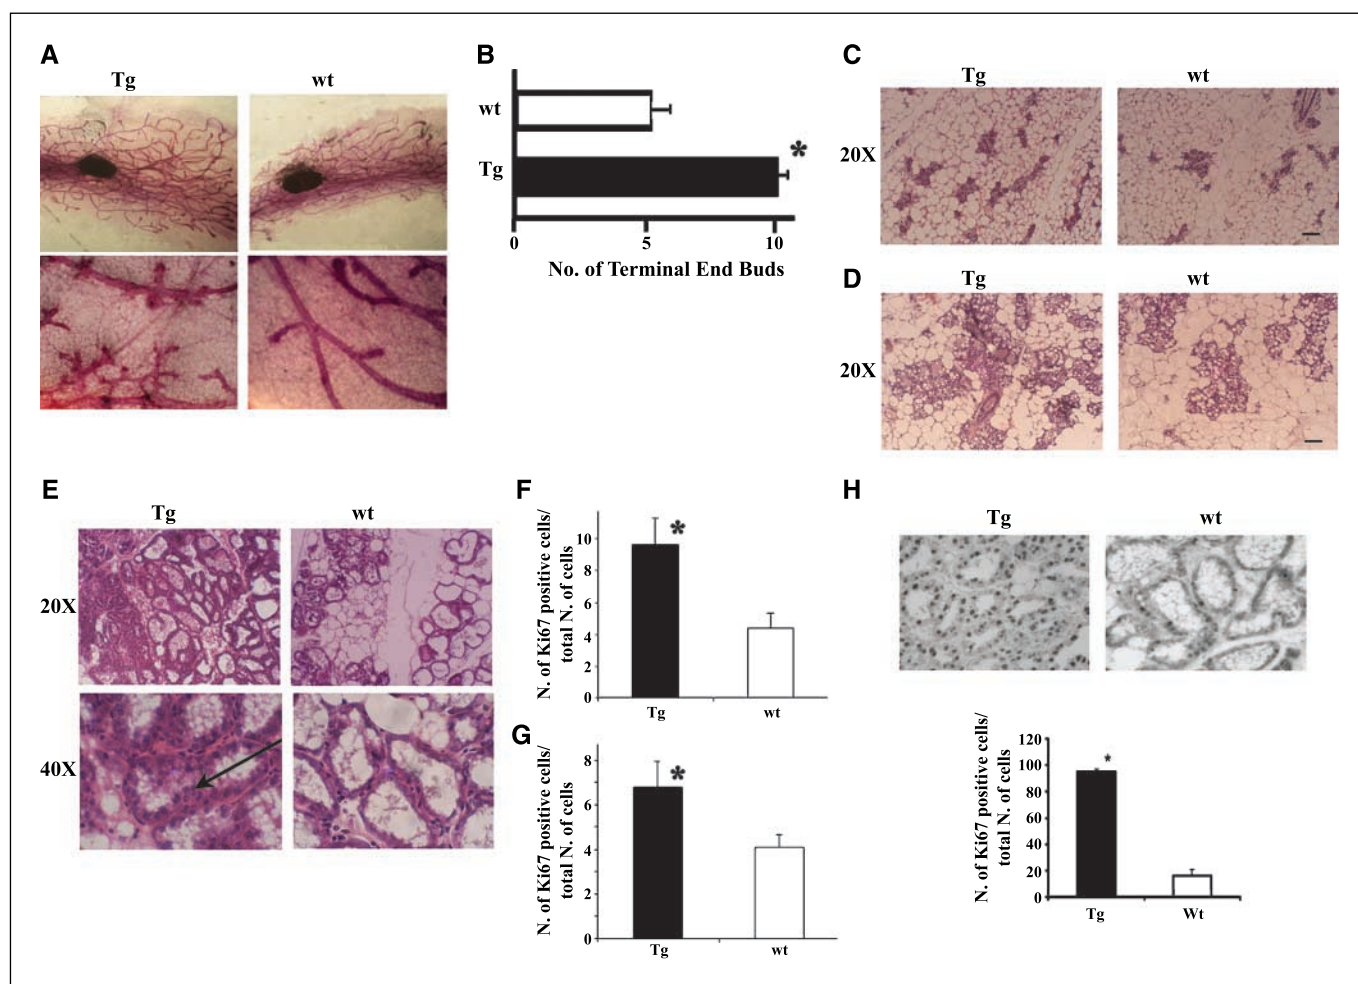 A
Tg
wt
B
wt
Tg
*
0
5
10
No. of Terminal End Buds
C
Tg
wt
20X
D
Tg
wt
20X
E
Tg
wt
20X
40X
F
N. of Ki67 positive cells/
total N. of cells
10
8
6
4
2
0
*
Tg
wt
G
N. of Ki67 positive cells/
total N. of cells
8
6
4
2
0
*
Tg
wt
H
Tg
wt
N. of Ki67 positive cells/
total N. of cells
120
100
80
60
40
20
0
*
Tg
Wt